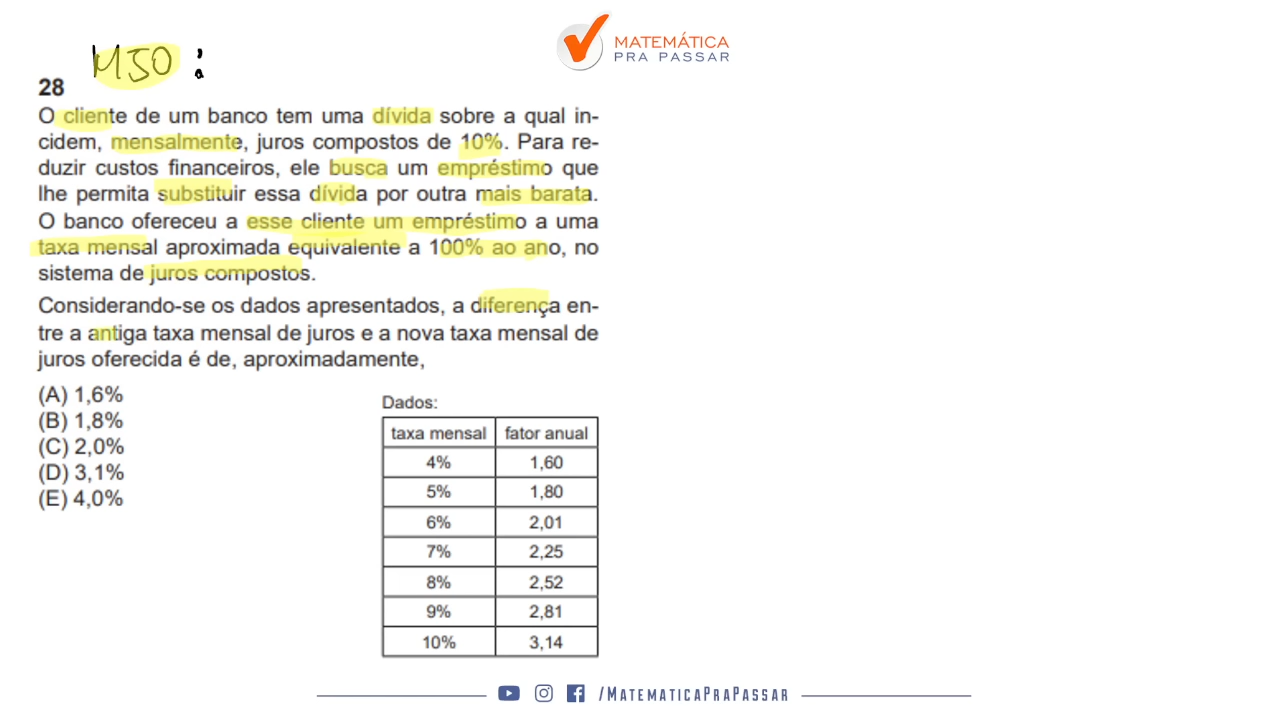 M50 :
MATEMÁTICA
PRA PASSAR
28
O cliente de um banco tem uma dívida sobre a qual in-
cidem, mensalmente, juros compostos de 10%. Para re-
duzir custos financeiros, ele busca um empréstimo que
lhe permita substituir essa dívida por outra mais barata.
O banco ofereceu a esse cliente um empréstimo a uma
taxa mensal aproximada equivalente a 100% ao ano, no
sistema de juros compostos.
Considerando-se os dados apresentados, a diferença en-
tre a antiga taxa mensal de juros e a nova taxa mensal de
juros oferecida é de, aproximadamente,
(A) 1,6%
(B) 1,8%
(C) 2,0%
(D) 3,1%
(E) 4,0%
Dados:
taxa mensal fator anual
4% 1,60
5% 1,80
6% 2,01
7% 2,25
8% 2,52
9% 2,81
10% 3,14
/MATEMATICAPRAPASSAR